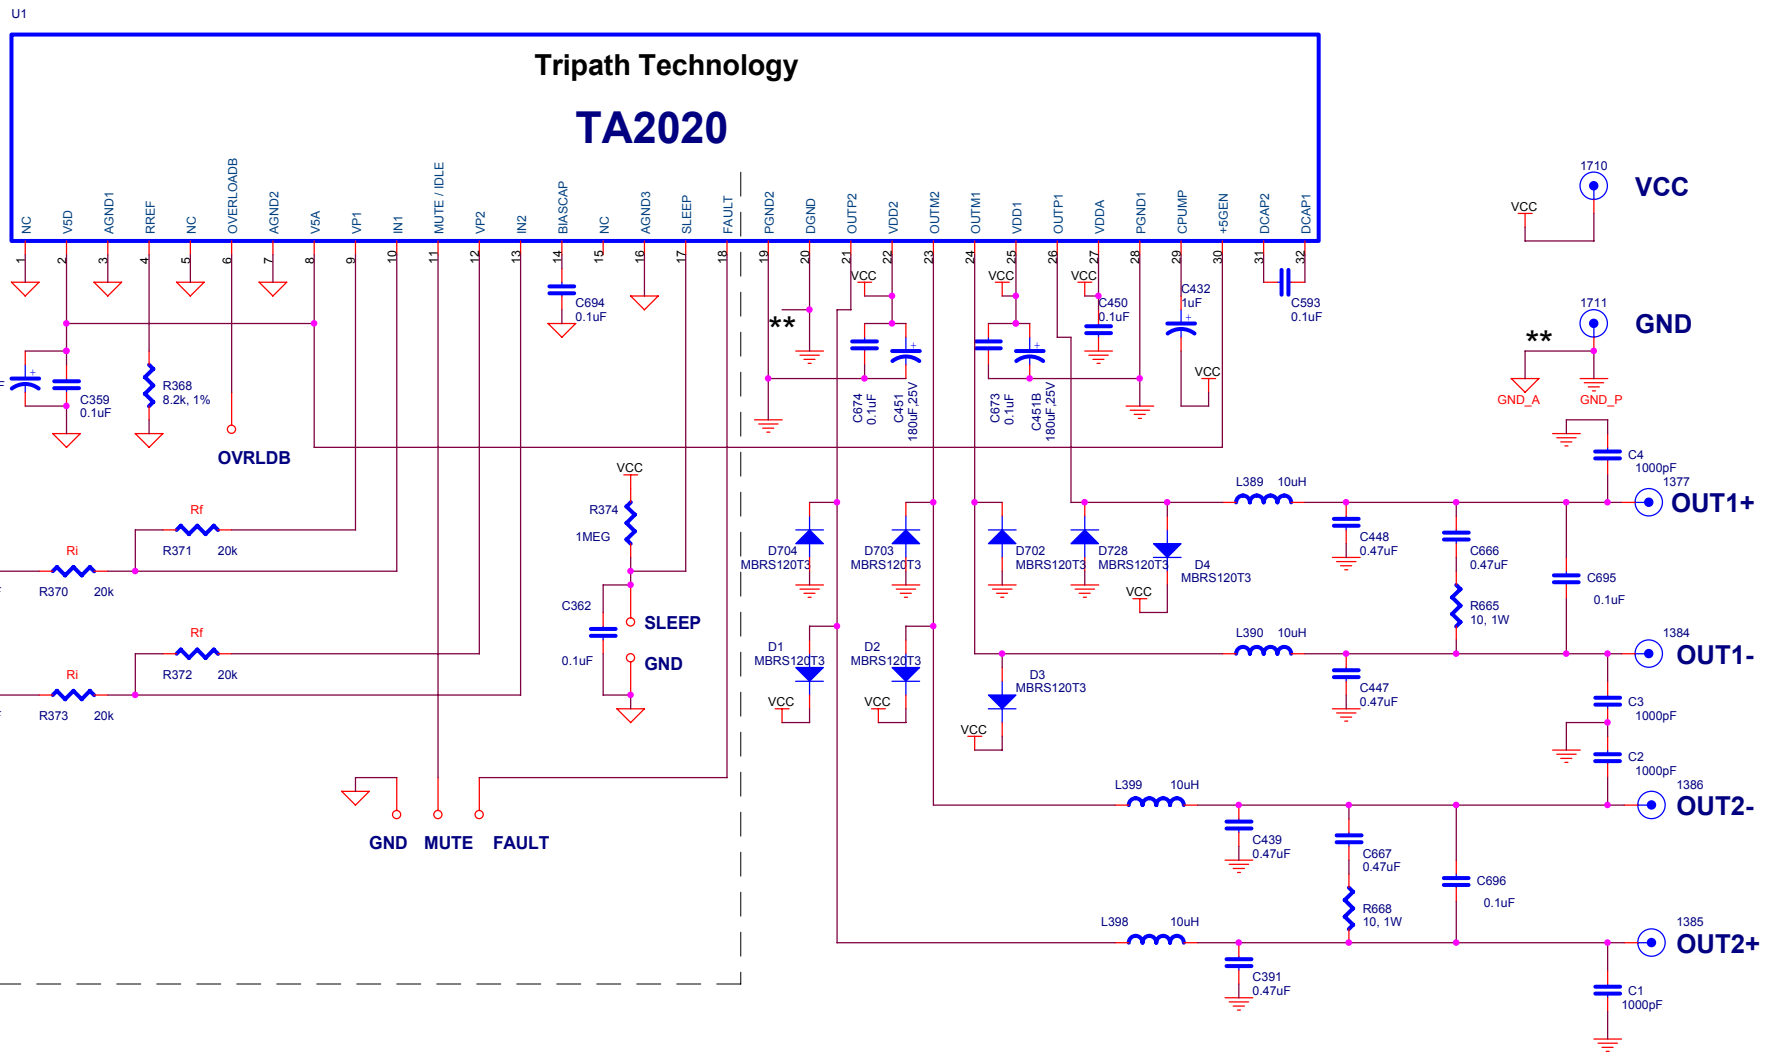 U1
Tripath Technology
TA2020
NC
V5D
AGND1
RREF
NC
OVERLOADB
AGND2
V5A
VP1
IN1
MUTE / IDLE
VP2
IN2
BIASCAP
NC
AGND3
SLEEP
FAULT
PGND2
DGND
OUTP2
VDD2
OUTM2
OUTM1
VDD1
OUTP1
VDDA
PGND1
CPUMP
+5GEN
DCAP2
DCAP1
1
2
3
4
5
6
7
8
9
10
11
12
13
14
15
16
17
18
19
20
21
22
23
24
25
26
27
28
29
30
31
32
1710
VCC
VCC
1711
GND
**
GND_A
GND_P
C694
0.1uF
**
VCC
VCC
VCC
C450
0.1uF
C432
1uF
+
C593
0.1uF
VCC
+
C359
0.1uF
R368
8.2k, 1%
OVRLDB
C674
0.1uF
C451
180uF,25V
+
C673
0.1uF
C451B
180uF,25V
+
C4
1000pF
1377
OUT1+
L389 10uH
VCC
R374
1MEG
Rf
R371 20k
Ri
R370 20k
D704
MBRS120T3
D703
MBRS120T3
D702
MBRS120T3
D728
MBRS120T3
D4
MBRS120T3
VCC
C448
0.47uF
C666
0.47uF
C695
0.1uF
R665
10, 1W
C362
0.1uF
SLEEP
GND
Rf
R372 20k
Ri
R373 20k
D1
MBRS120T3
VCC
D2
MBRS120T3
VCC
D3
MBRS120T3
VCC
L390 10uH
1384
OUT1-
C447
0.47uF
C3
1000pF
C2
1000pF
1386
OUT2-
L399 10uH
GND MUTE FAULT
C439
0.47uF
C667
0.47uF
C696
0.1uF
R668
10, 1W
L398 10uH
1385
OUT2+
C391
0.47uF
C1
1000pF